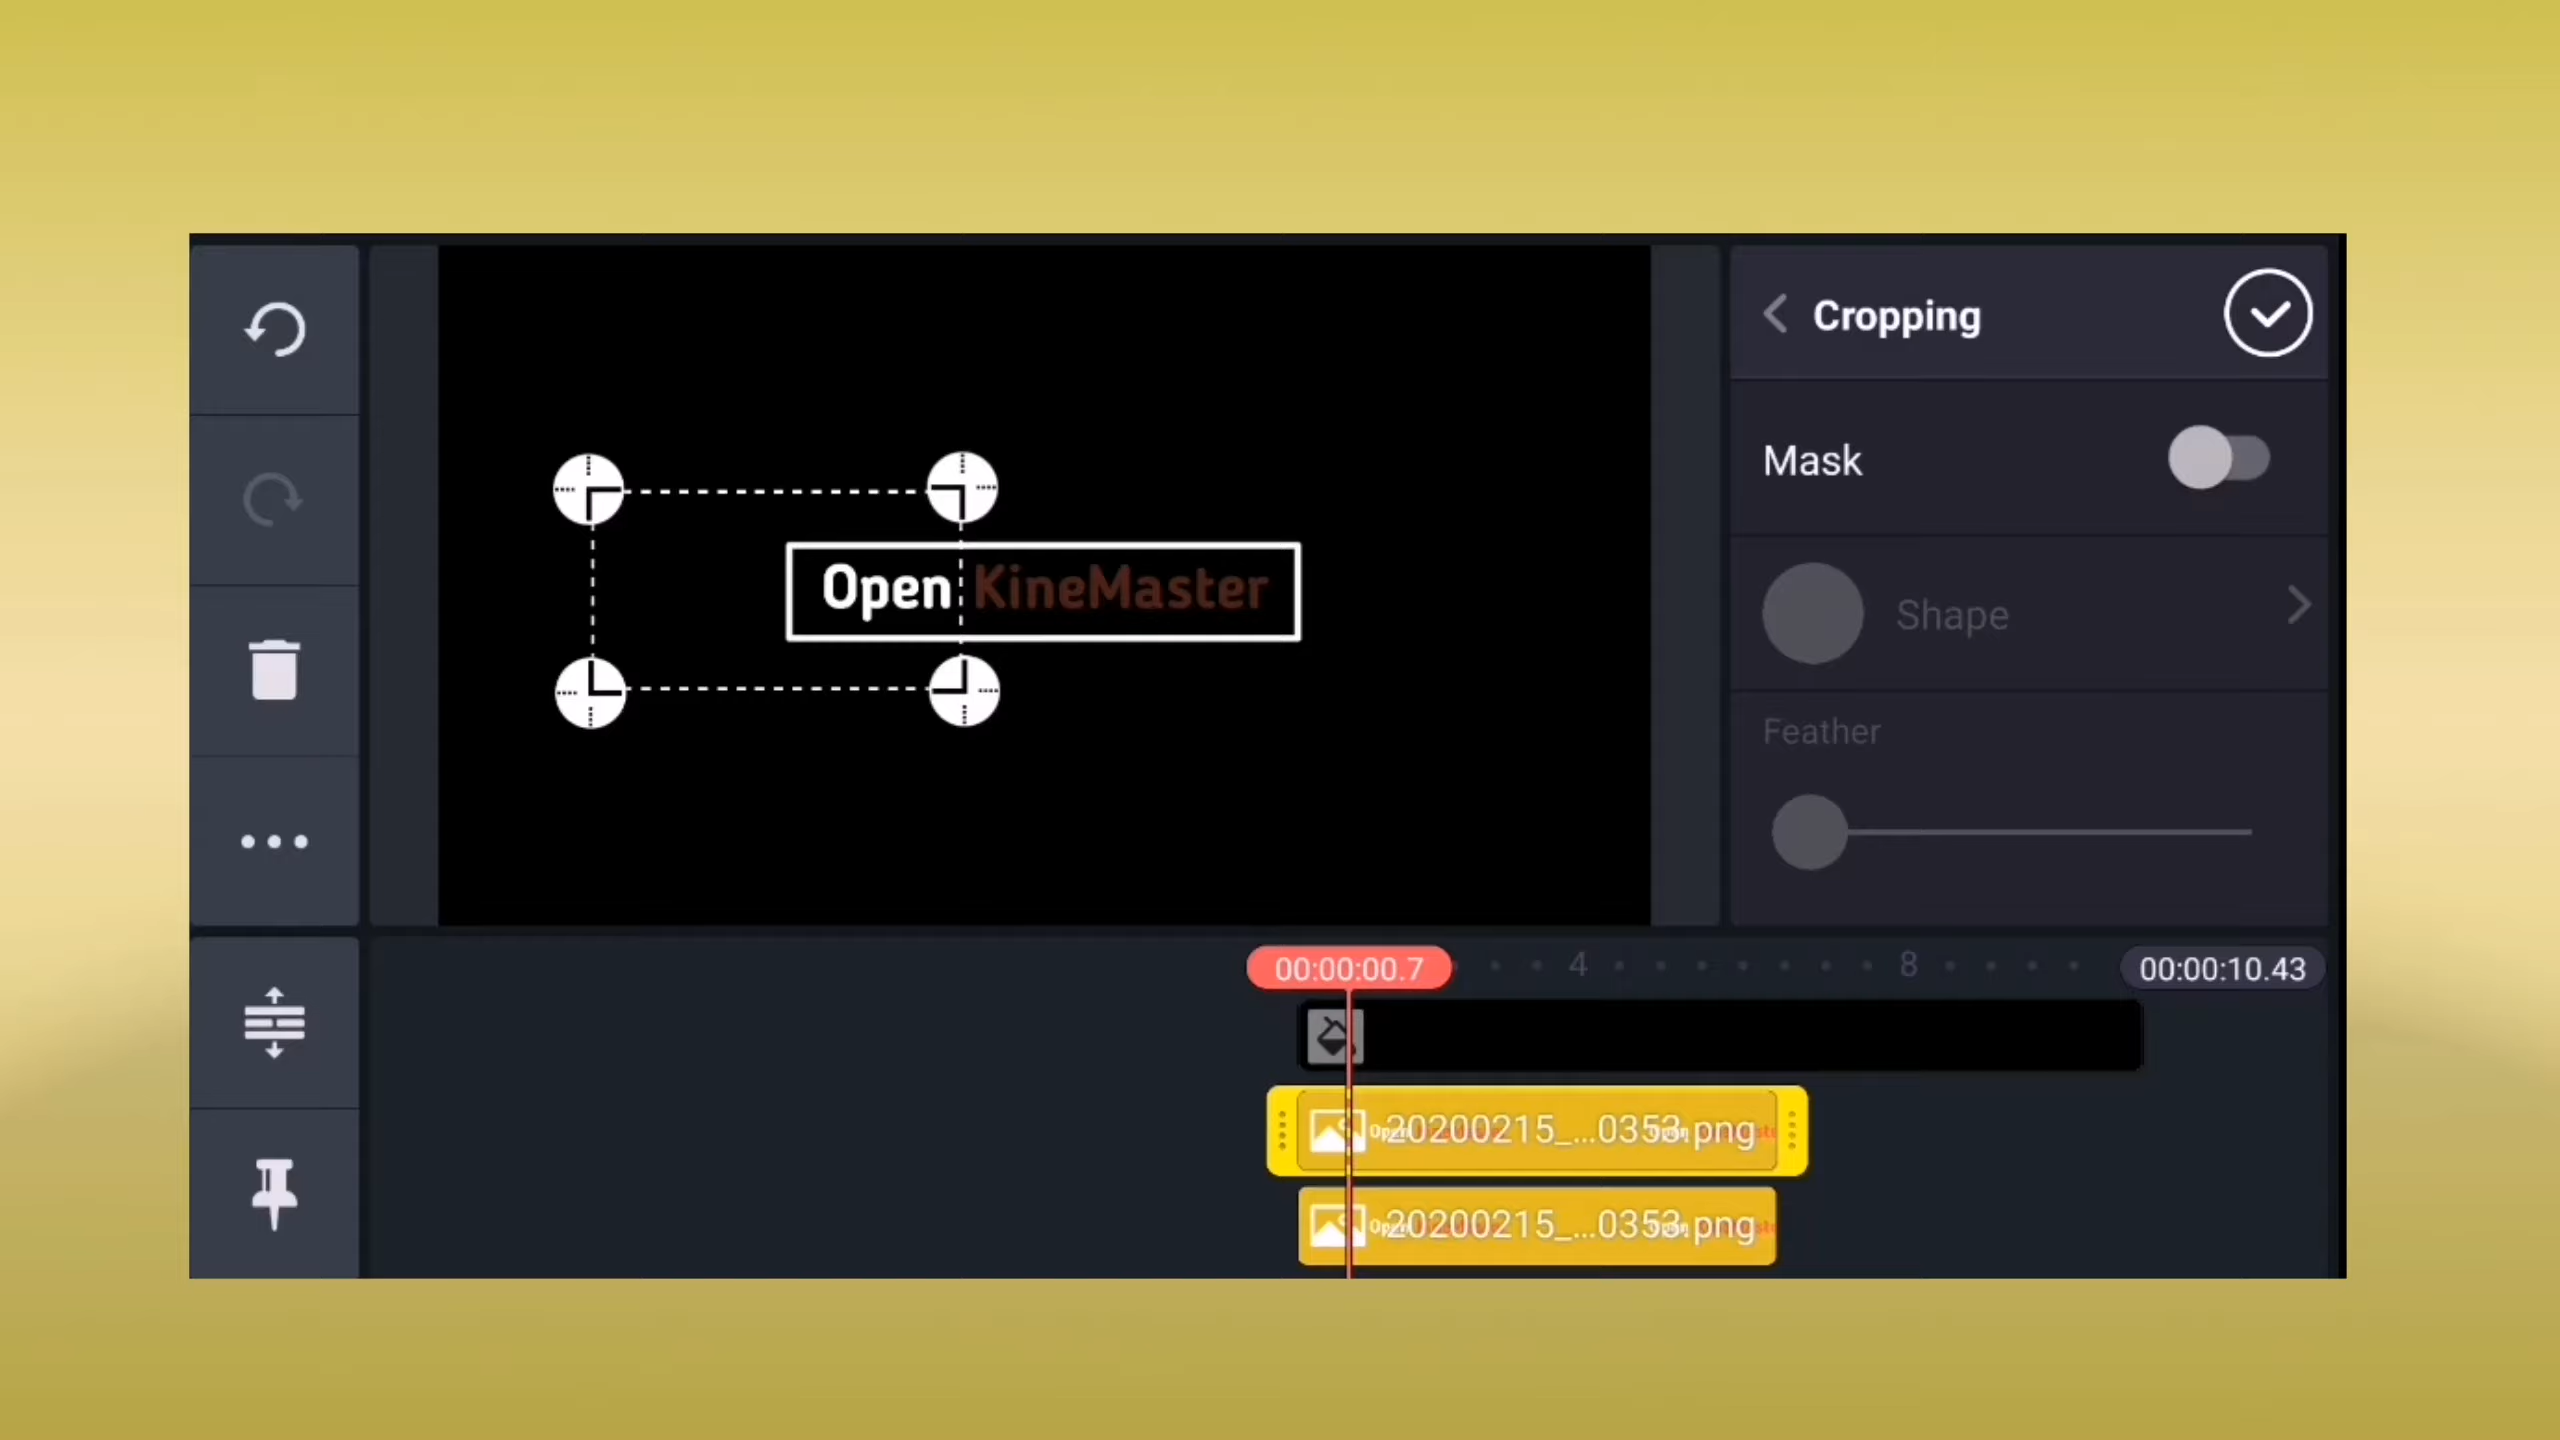 Cropping
Mask
Open KineMaster
Shape
Feather
00:00:00.7 4 8 00:00:10.43
20200215_...0353.png
20200215_...0353.png